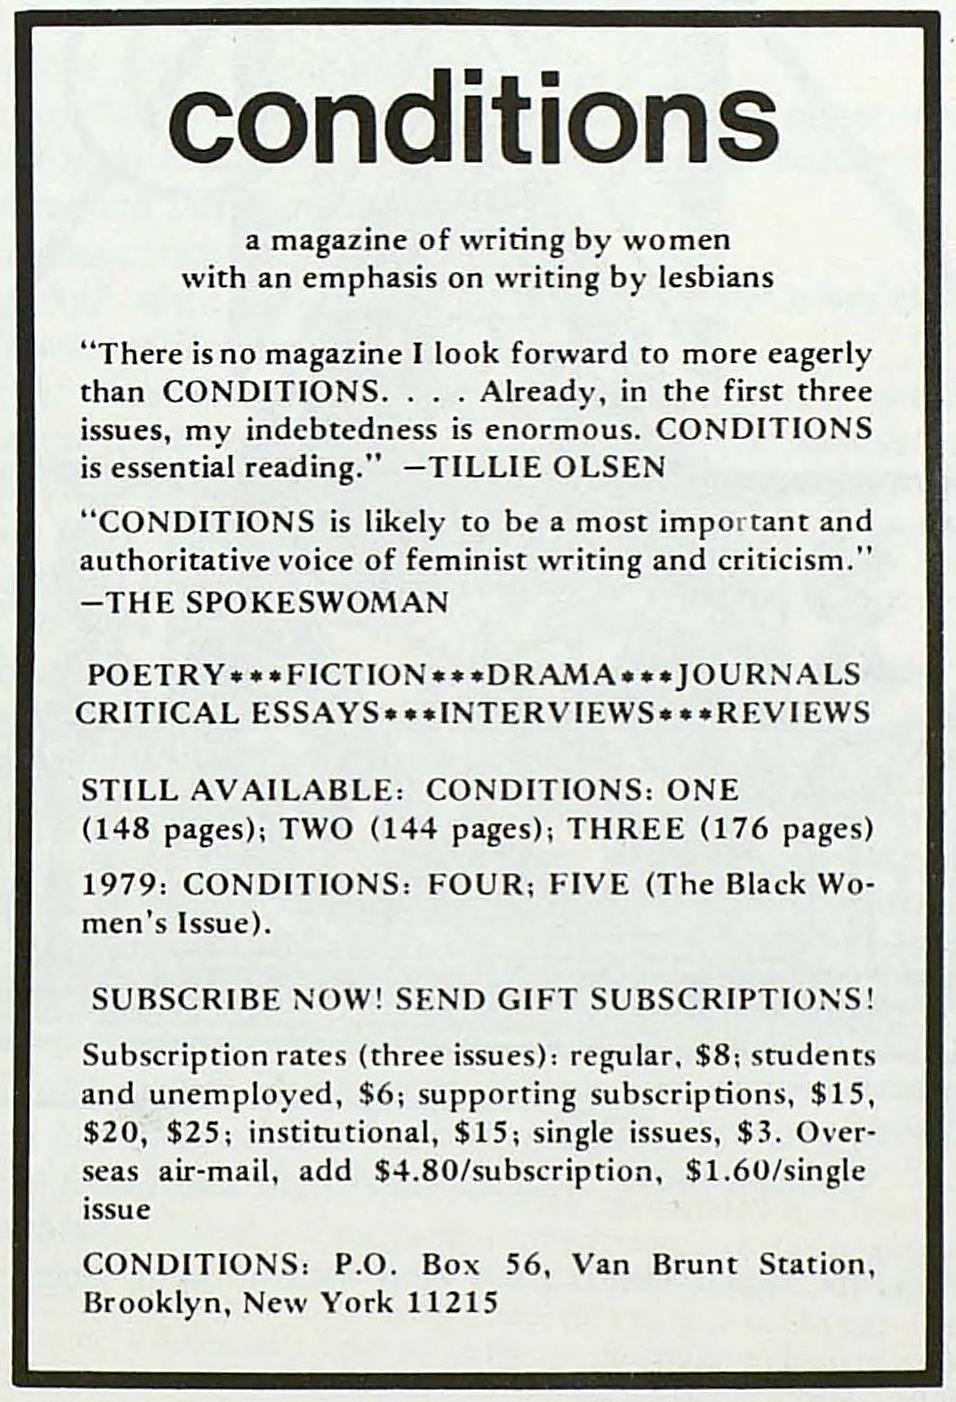 conditions
a magazine of writing by women
with an emphasis on writing by lesbians
“There is no magazine I look forward to more eagerly
than CONDITIONS. . . . Already, in the first three
issues, my indebtedness is enormous. CONDITIONS
is essential reading.” —TILLIE OLSEN
“CONDITIONS is likely to be a most important and
authoritative voice of feminist writing and criticism.”
—THE SPOKESWOMAN
POETRY***FICTION***DRAMA***JOURNALS
CRITICAL ESSAYS***INTERVIEWS***REVIEWS
STILL AVAILABLE: CONDITIONS: ONE
(148 pages); TWO (144 pages); THREE (176 pages)
1979: CONDITIONS: FOUR; FIVE (The Black Wo-
men's Issue).
SUBSCRIBE NOW! SEND GIFT SUBSCRIPTIONS!
Subscription rates (three issues): regular, $8; students
and unemployed, $6; supporting subscriptions, $15,
$20, $25; institutional, $15; single issues, $3. Over-
seas air-mail, add $4.80/subscription, $1.60/single
issue
CONDITIONS: P.O. Box 56, Van Brunt Station,
Brooklyn, New York 11215